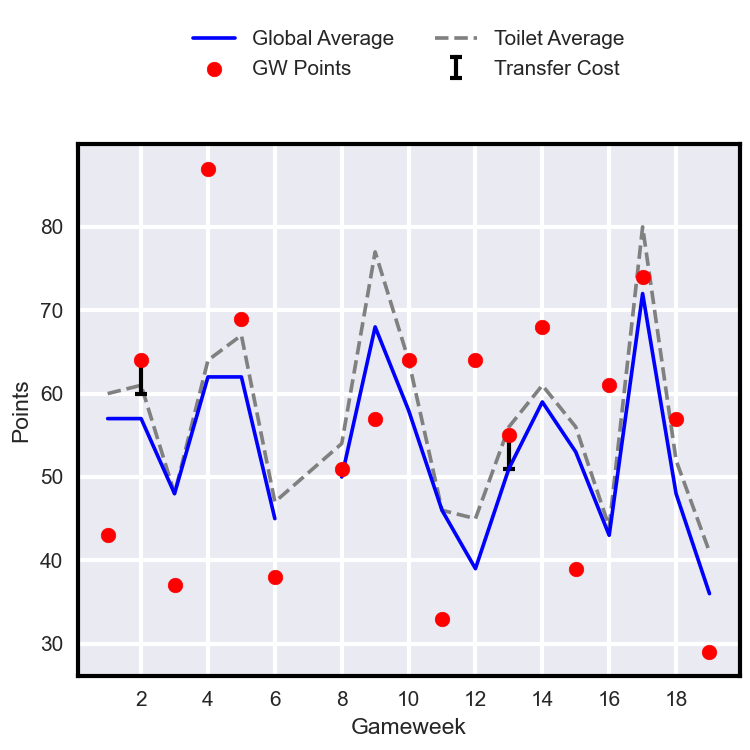 Global Average
Toilet Average
GW Points
Transfer Cost
80
70
60
50
40
30
Points
2 4 6 8 10 12 14 16 18
Gameweek